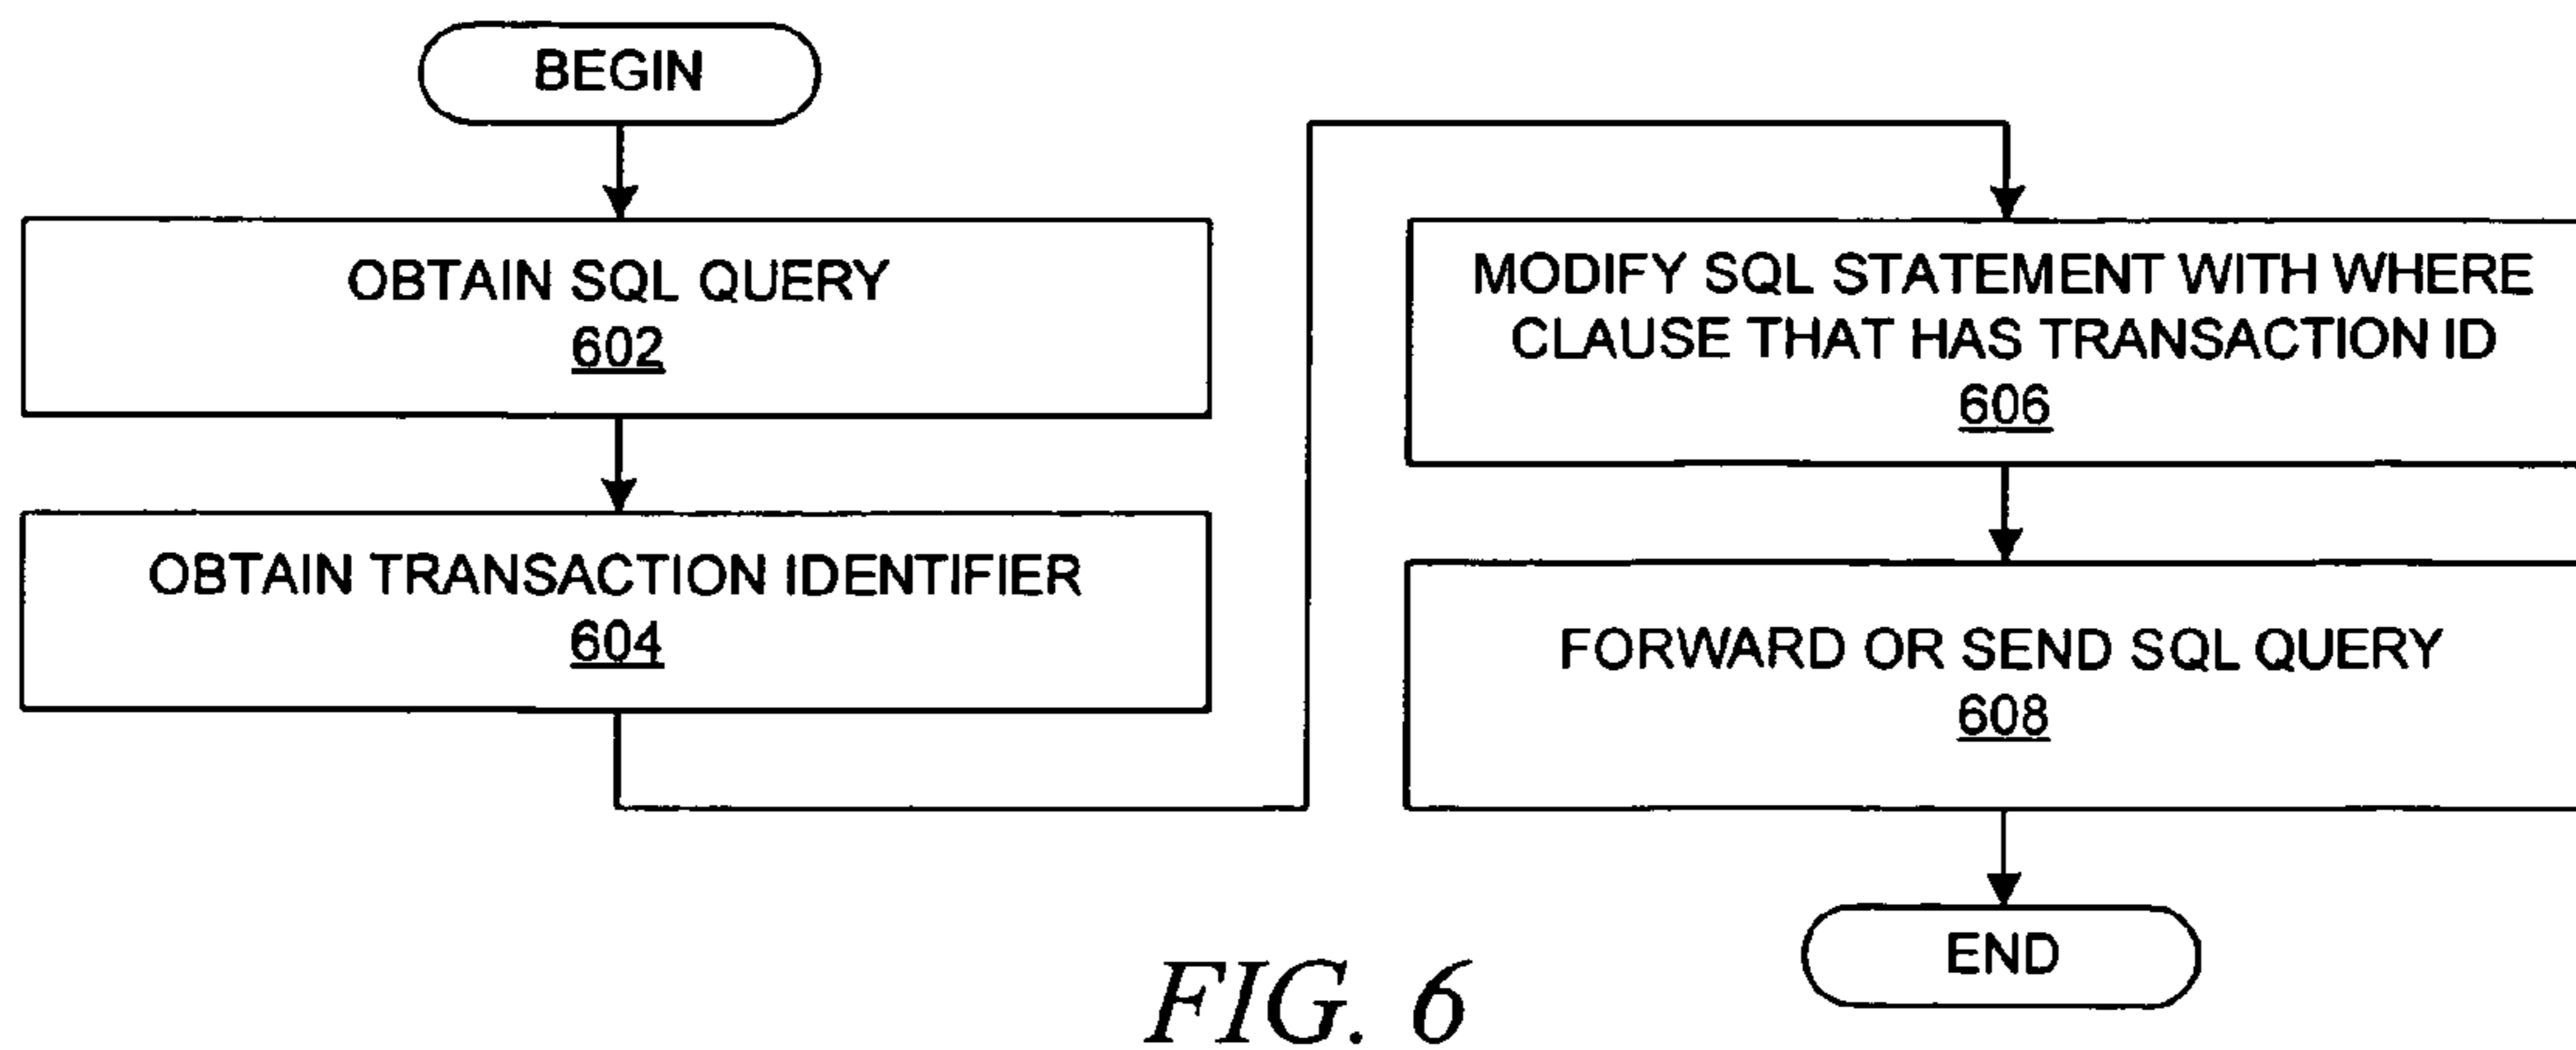 BEGIN
OBTAIN SQL QUERY
602
OBTAIN TRANSACTION IDENTIFIER
604
MODIFY SQL STATEMENT WITH WHERE
CLAUSE THAT HAS TRANSACTION ID
606
FORWARD OR SEND SQL QUERY
608
END
FIG. 6